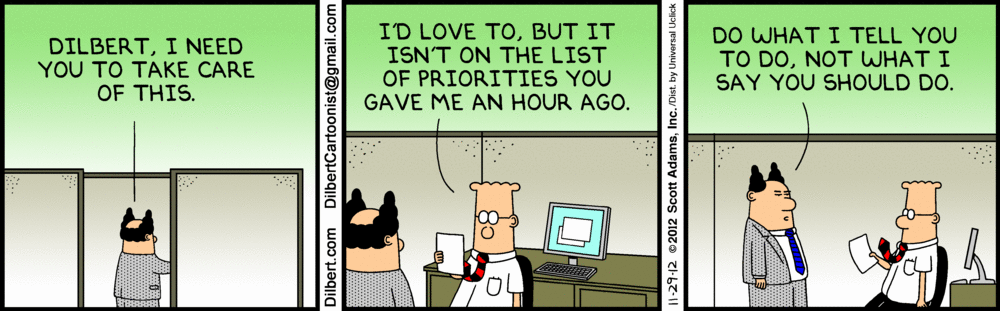 DILBERT, I NEED
YOU TO TAKE CARE
OF THIS.
Dilbert.com DilbertCartoonist@gmail.com
I'D LOVE TO, BUT IT
ISN'T ON THE LIST
OF PRIORITIES YOU
GAVE ME AN HOUR AGO.
11-29-12 © 2012 Scott Adams, Inc. /Dist. by Universal Uclick
DO WHAT I TELL YOU
TO DO, NOT WHAT I
SAY YOU SHOULD DO.